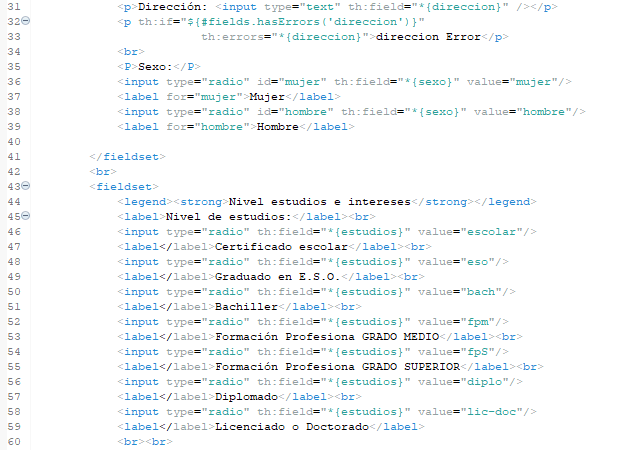 31 <p>Dirección: <input type="text" th:field="*{direccion}" /></p>
32 <p th:if="${#fields.hasErrors('direccion')}"
33 th:errors="*{direccion}">direccion Error</p>
34 <br>
35 <P>Sexo:</P>
36 <input type="radio" id="mujer" th:field="*{sexo}" value="mujer"/>
37 <label for="mujer">Mujer</label>
38 <input type="radio" id="hombre" th:field="*{sexo}" value="hombre"/>
39 <label for="hombre">Hombre</label>
40
41 </fieldset>
42 <br>
43 <fieldset>
44 <legend><strong>Nivel estudios e intereses</strong></legend>
45 <label>Nivel de estudios:</label><br>
46 <input type="radio" th:field="*{estudios}" value="escolar"/>
47 <label</label>Certificado escolar</label><br>
48 <input type="radio" th:field="*{estudios}" value="eso"/>
49 <label</label>Graduado en E.S.O.</label><br>
50 <input type="radio" th:field="*{estudios}" value="bach"/>
51 <label</label>Bachiller</label><br>
52 <input type="radio" th:field="*{estudios}" value="fpm"/>
53 <label</label>Formación Profesiona GRADO MEDIO</label><br>
54 <input type="radio" th:field="*{estudios}" value="fpS"/>
55 <label</label>Formación Profesiona GRADO SUPERIOR</label><br>
56 <input type="radio" th:field="*{estudios}" value="diplo"/>
57 <label</label>Diplomado</label><br>
58 <input type="radio" th:field="*{estudios}" value="lic-doc"/>
59 <label</label>Licenciado o Doctorado</label>
60 <br><br>